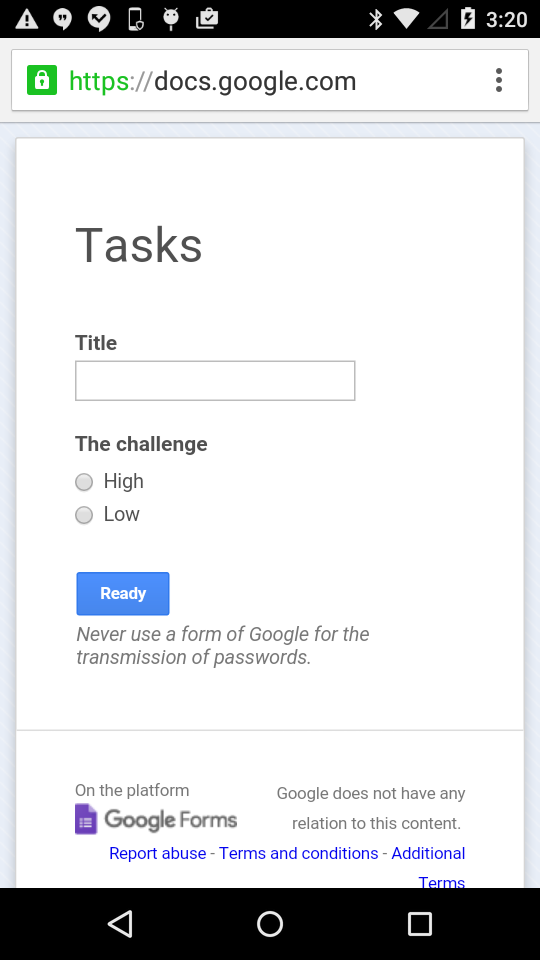 3:20
https://docs.google.com
Tasks
Title
The challenge
High
Low
Ready
Never use a form of Google for the
transmission of passwords.
On the platform
Google Forms
Google does not have any
relation to this content.
Report abuse - Terms and conditions - Additional
Terms